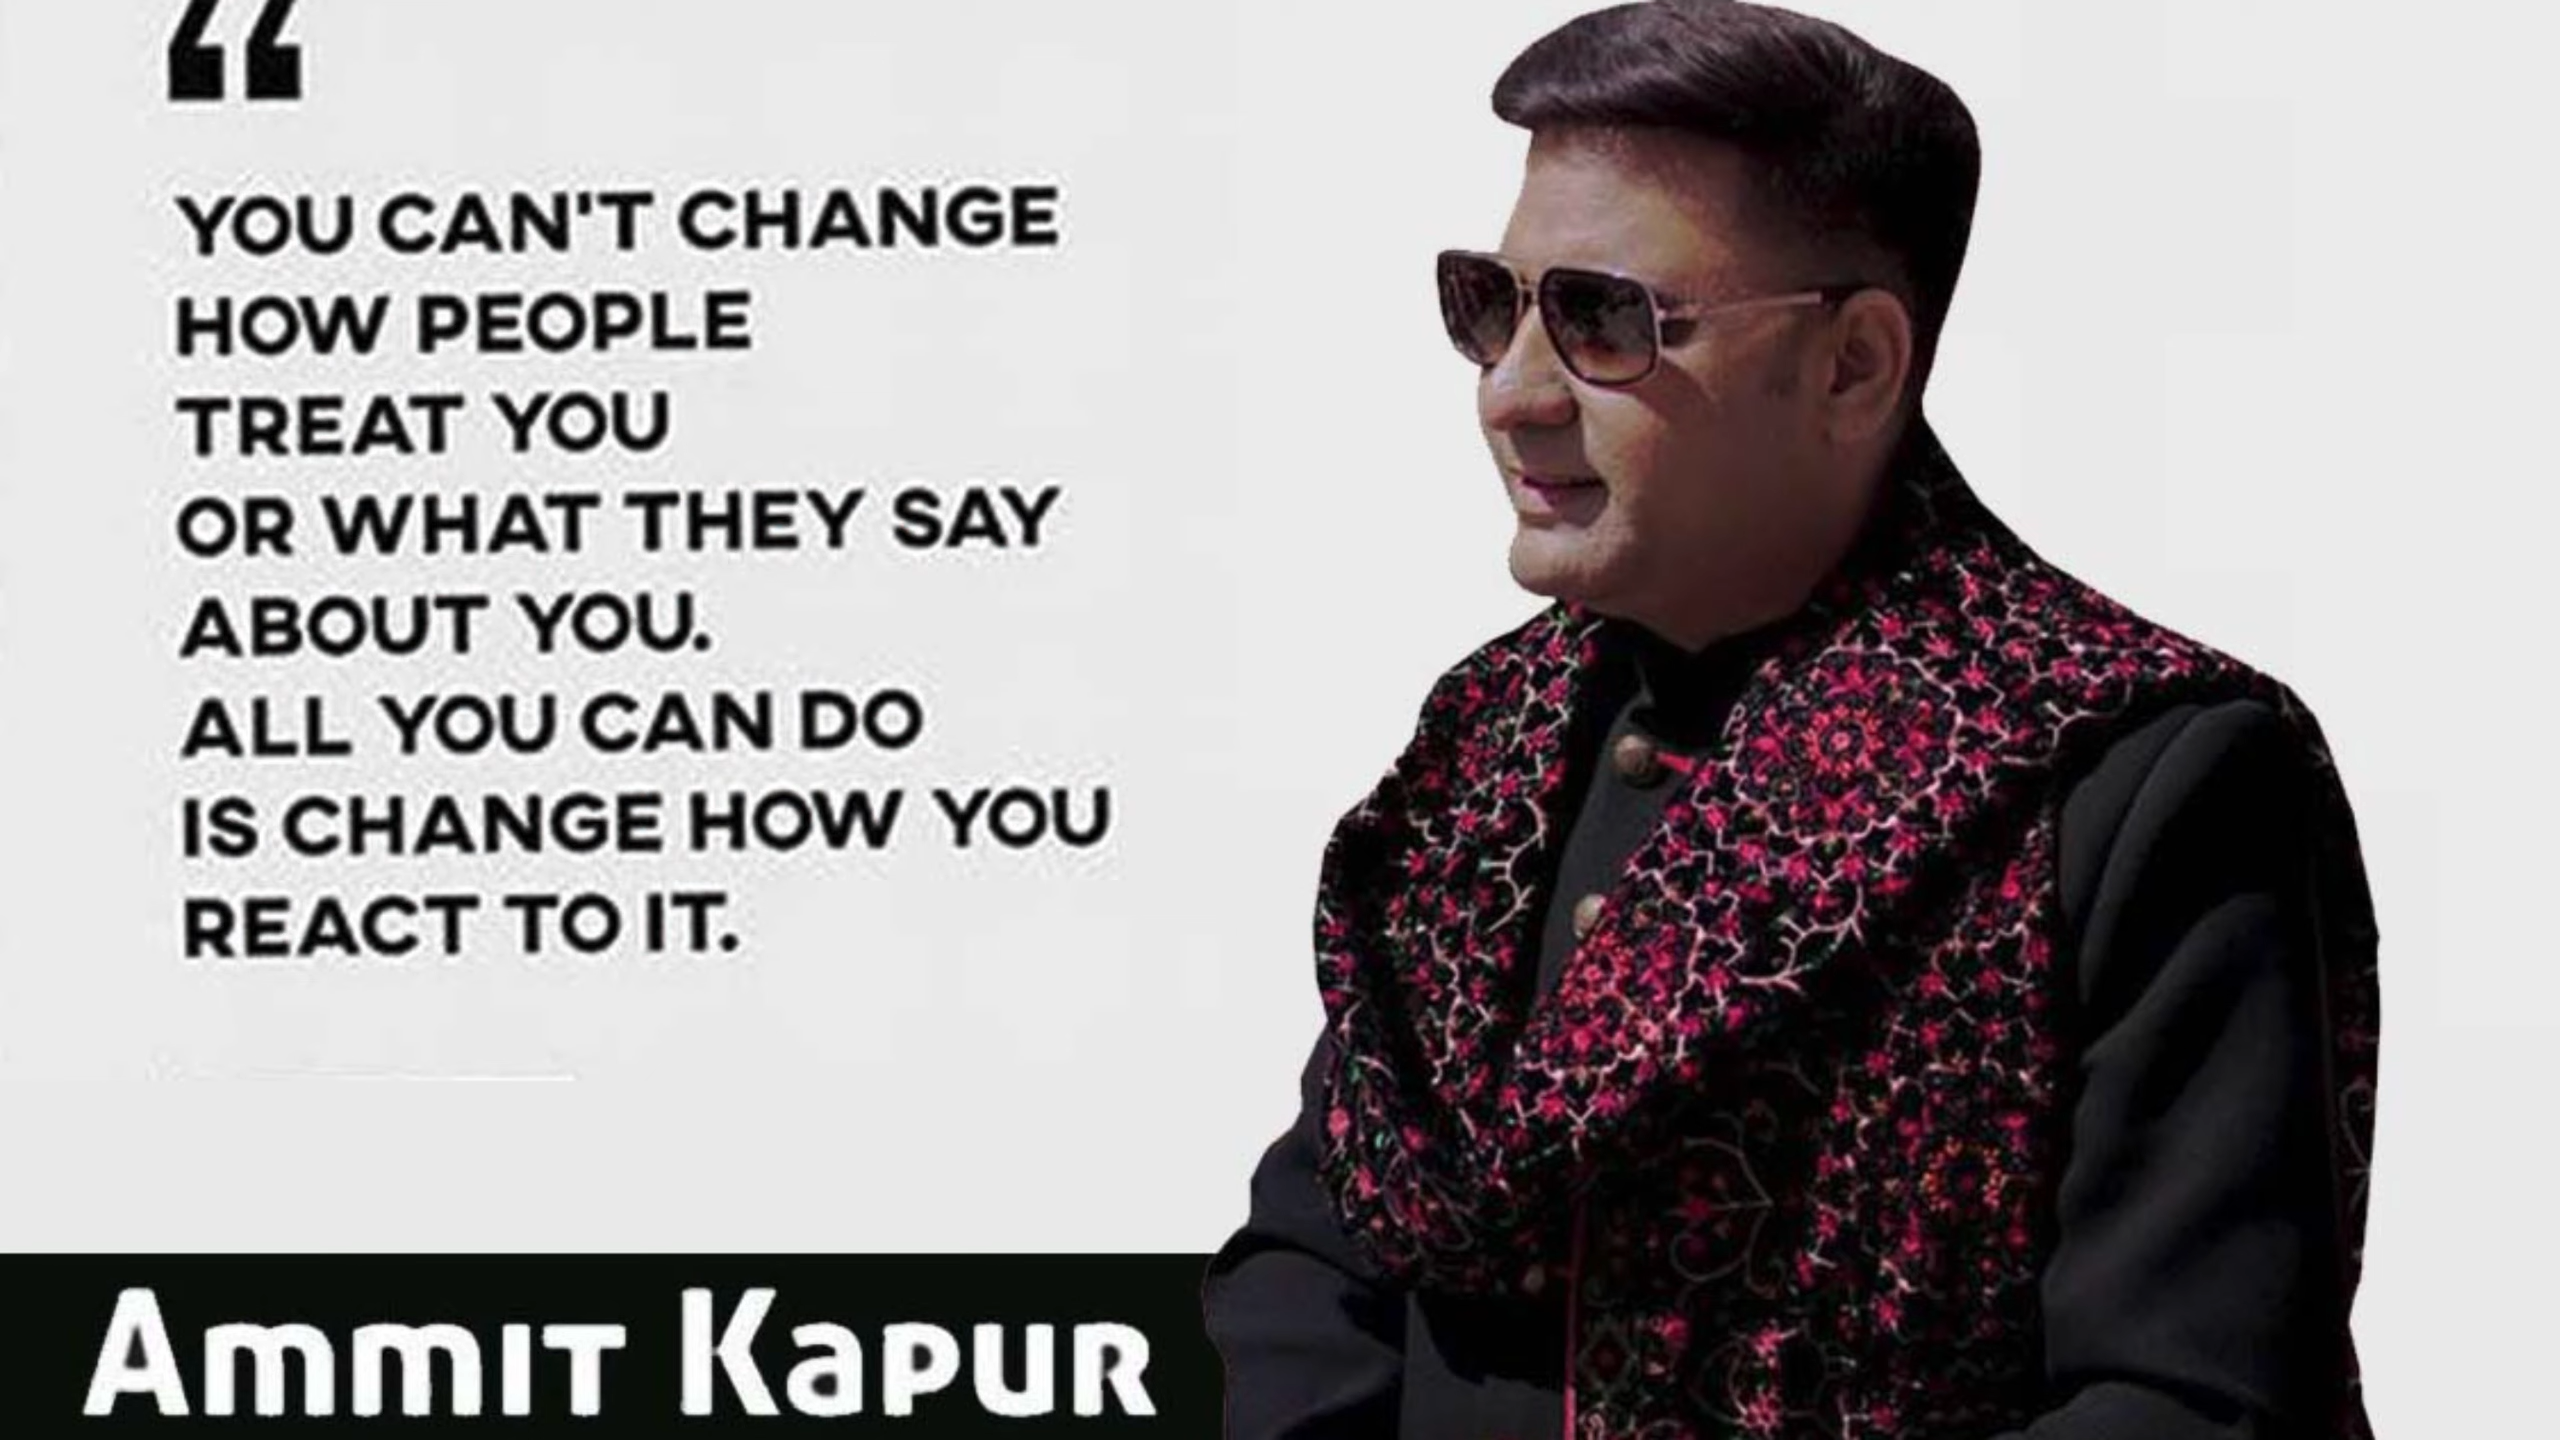 “
YOU CAN'T CHANGE
HOW PEOPLE
TREAT YOU
OR WHAT THEY SAY
ABOUT YOU.
ALL YOU CAN DO
IS CHANGE HOW YOU
REACT TO IT.
Ammit Kapur